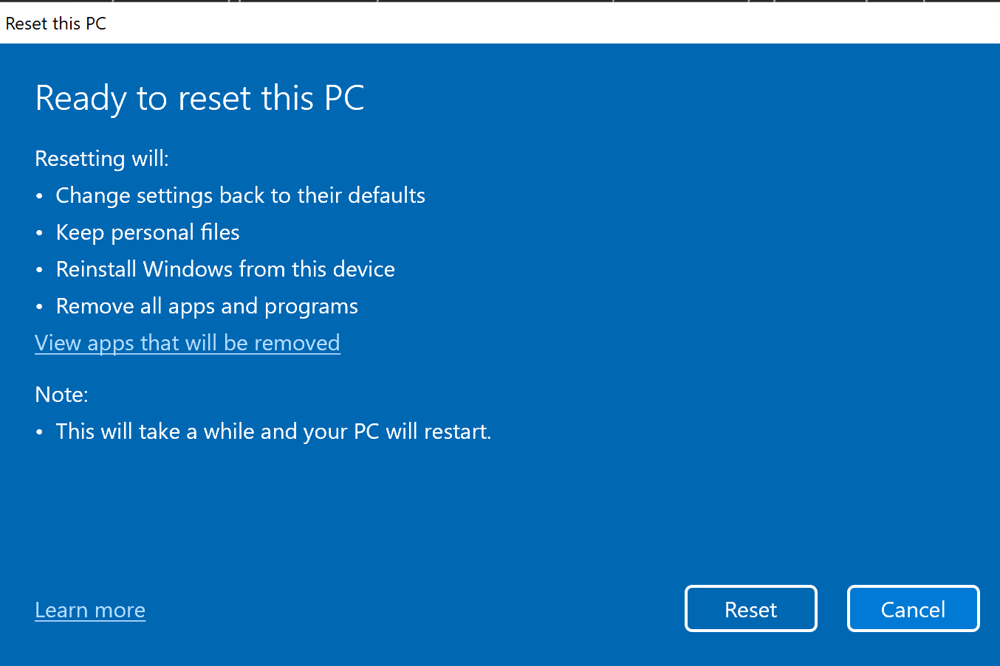 Reset this PC
Ready to reset this PC
Resetting will:
• Change settings back to their defaults
• Keep personal files
• Reinstall Windows from this device
• Remove all apps and programs
View apps that will be removed
Note:
• This will take a while and your PC will restart.
Learn more
Reset
Cancel